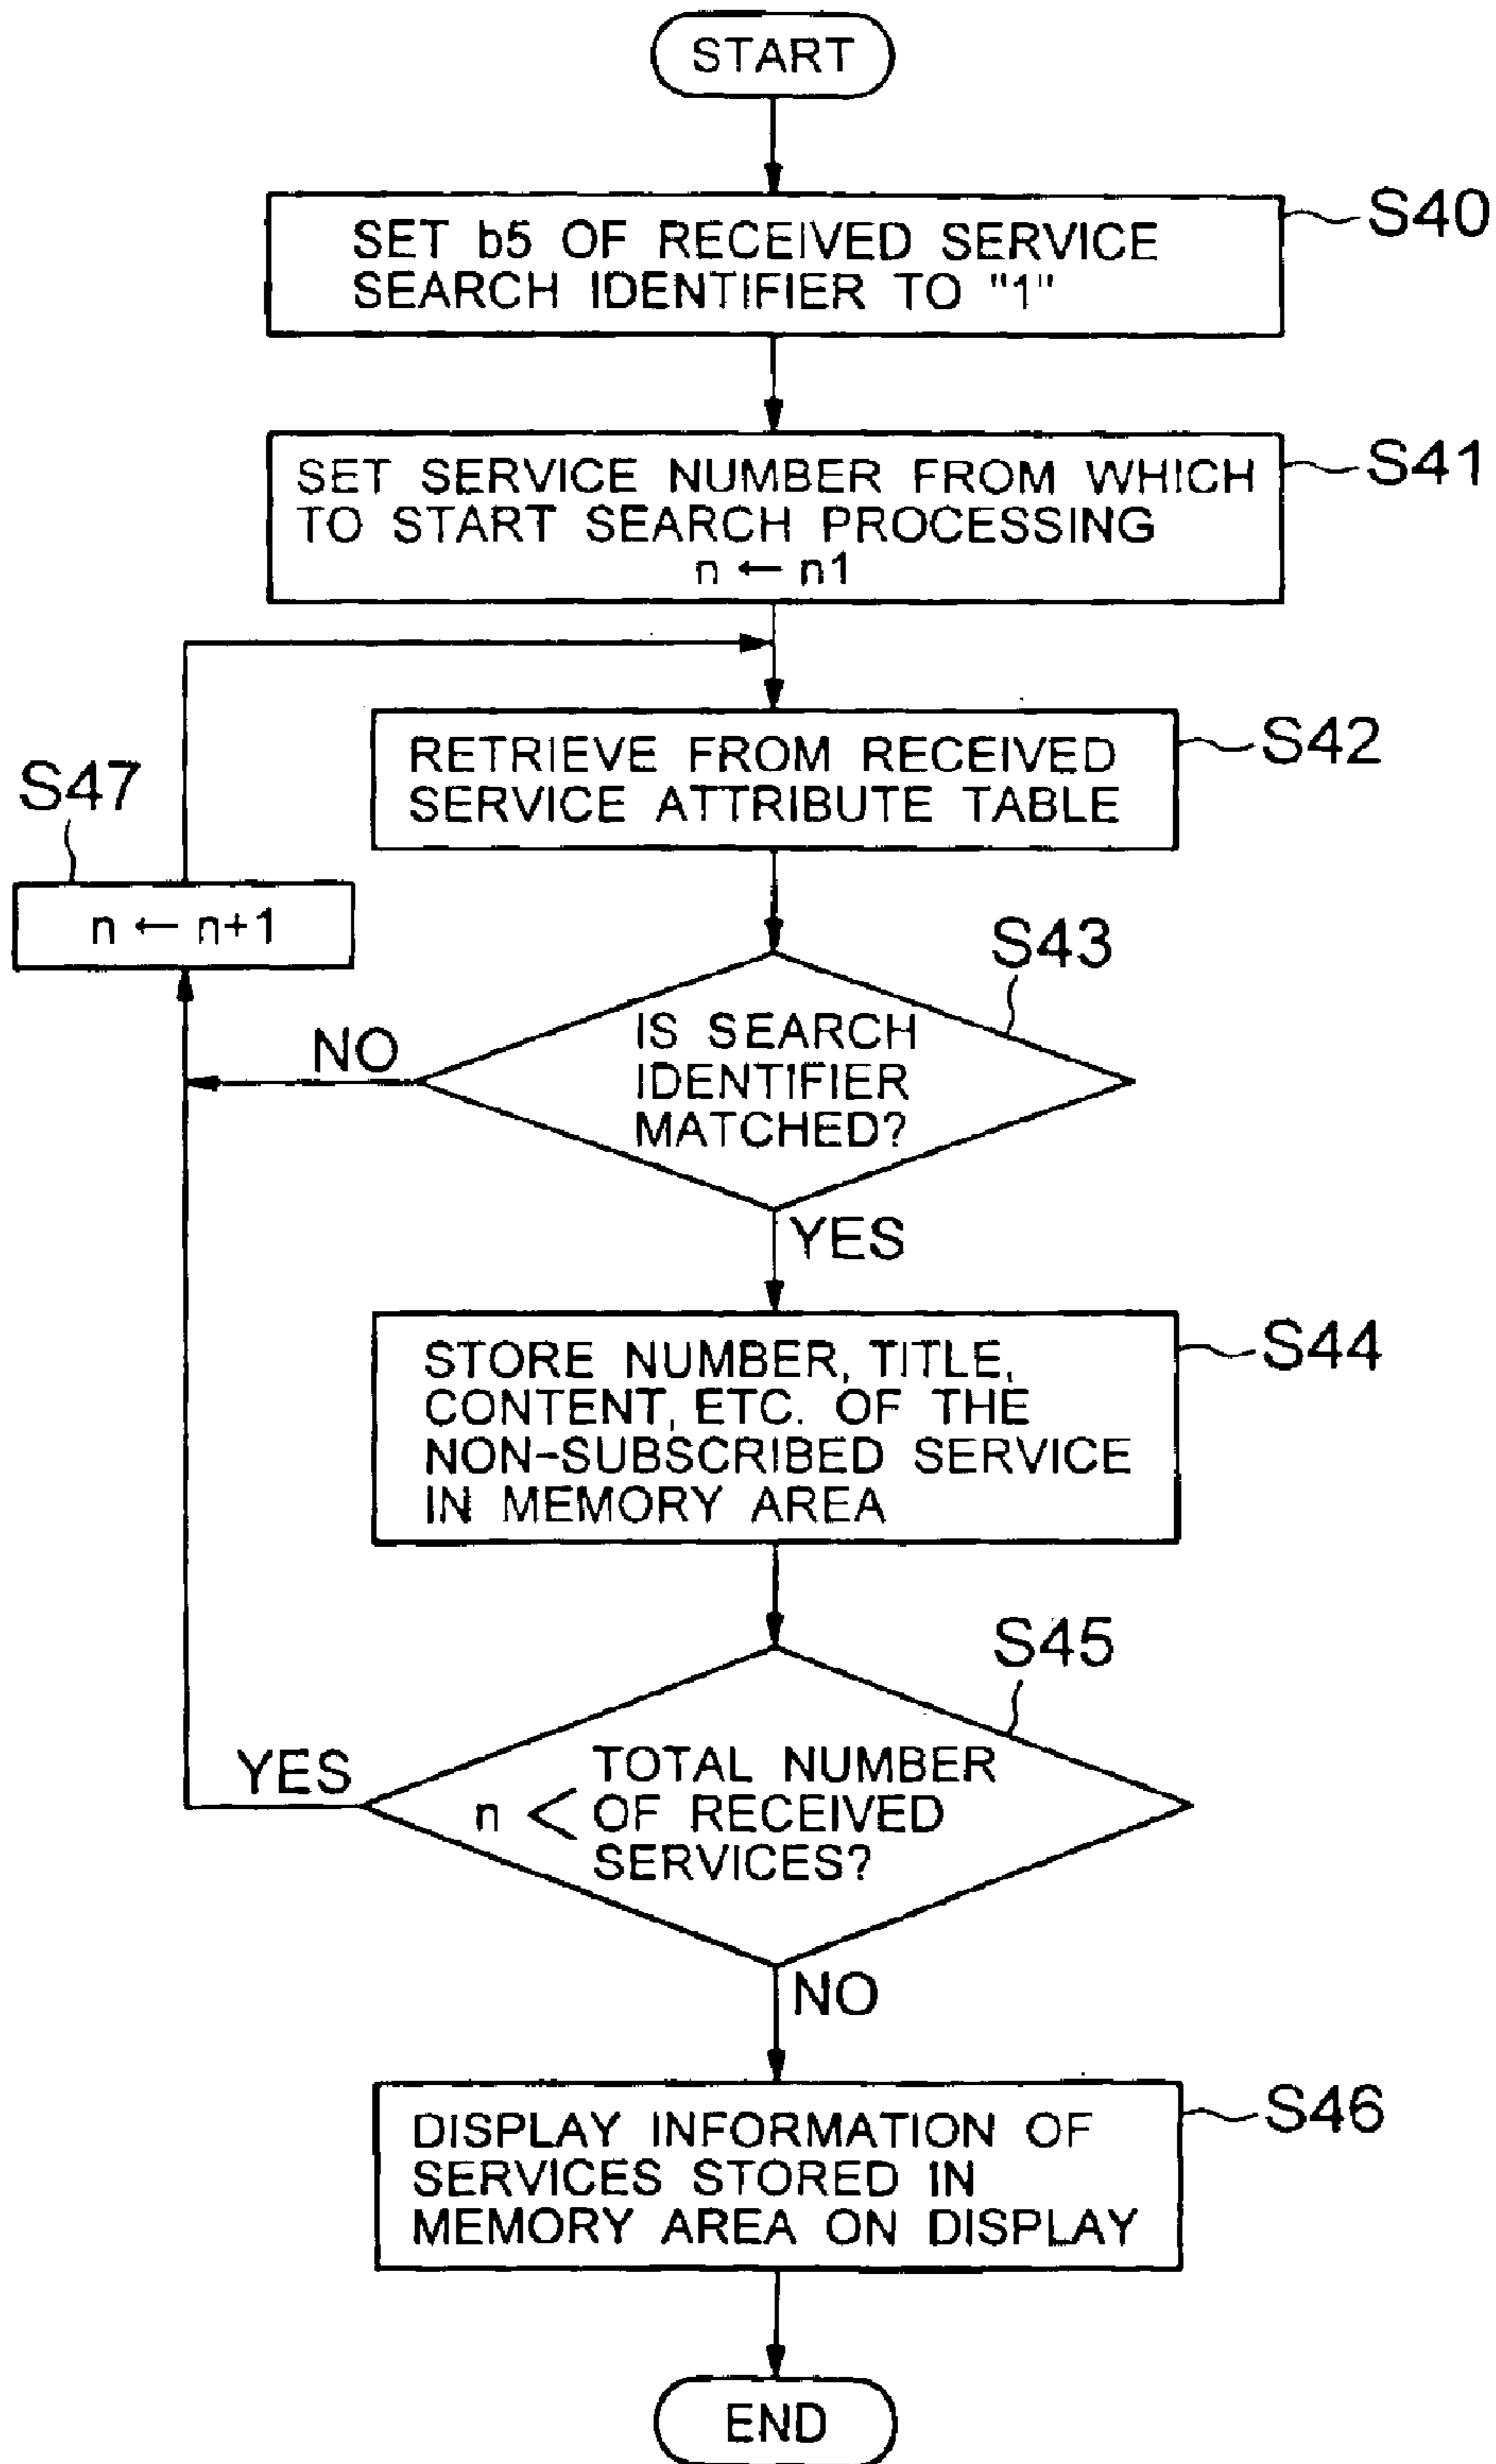 START
SET b5 OF RECEIVED SERVICE
SEARCH IDENTIFIER TO "1"
S40
SET SERVICE NUMBER FROM WHICH
TO START SEARCH PROCESSING
n ← n1
S41
RETRIEVE FROM RECEIVED
SERVICE ATTRIBUTE TABLE
S42
S47
n ← n+1
S43
IS SEARCH
IDENTIFIER
MATCHED?
NO
YES
STORE NUMBER, TITLE,
CONTENT, ETC. OF THE
NON-SUBSCRIBED SERVICE
IN MEMORY AREA
S44
S45
n < TOTAL NUMBER
OF RECEIVED
SERVICES?
YES
NO
DISPLAY INFORMATION OF
SERVICES STORED IN
MEMORY AREA ON DISPLAY
S46
END